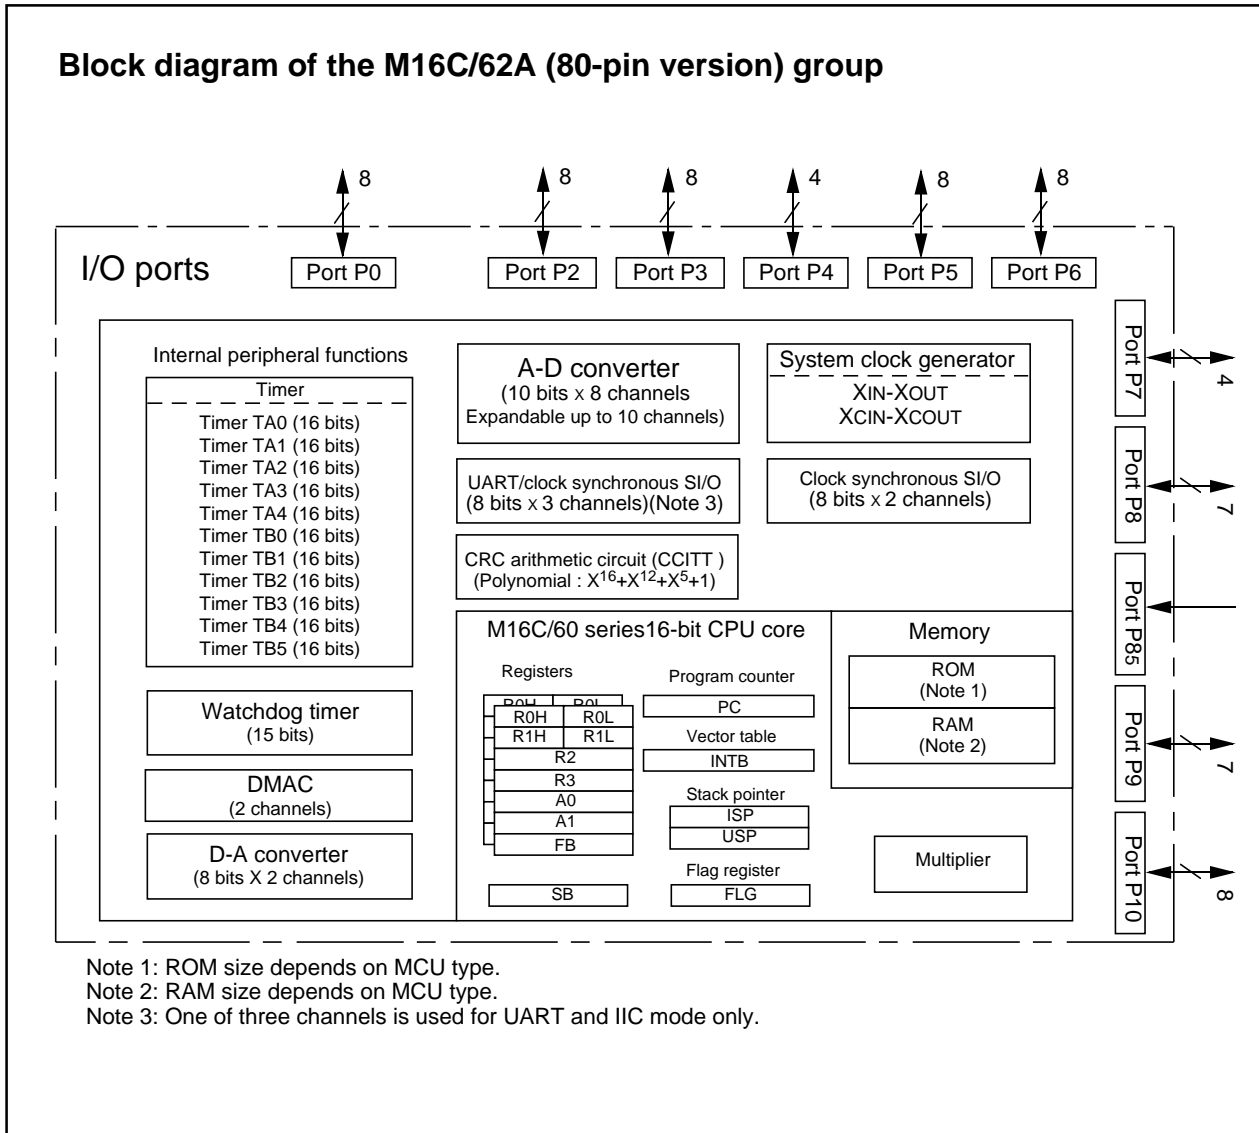 Block diagram of the M16C/62A (80-pin version) group
8
8
8
4
8
8
I/O ports
Port P0
Port P2
Port P3
Port P4
Port P5
Port P6
Internal peripheral functions
Timer
Timer TA0 (16 bits)
Timer TA1 (16 bits)
Timer TA2 (16 bits)
Timer TA3 (16 bits)
Timer TA4 (16 bits)
Timer TB0 (16 bits)
Timer TB1 (16 bits)
Timer TB2 (16 bits)
Timer TB3 (16 bits)
Timer TB4 (16 bits)
Timer TB5 (16 bits)
Watchdog timer
(15 bits)
DMAC
(2 channels)
D-A converter
(8 bits X 2 channels)
A-D converter
(10 bits x 8 channels
Expandable up to 10 channels)
UART/clock synchronous SI/O
(8 bits x 3 channels)(Note 3)
CRC arithmetic circuit (CCITT )
(Polynomial : X16+X12+X5+1)
System clock generator
XIN-XOUT
XCIN-XCOUT
Clock synchronous SI/O
(8 bits x 2 channels)
M16C/60 series16-bit CPU core
Registers
R0H R0L
R0H R0L
R1H R1L
R2
R3
A0
A1
FB
SB
Program counter
PC
Vector table
INTB
Stack pointer
ISP
USP
Flag register
FLG
Memory
ROM
(Note 1)
RAM
(Note 2)
Multiplier
Port P7
4
Port P8
7
Port P85
Port P9
7
Port P10
8
Note 1: ROM size depends on MCU type.
Note 2: RAM size depends on MCU type.
Note 3: One of three channels is used for UART and IIC mode only.